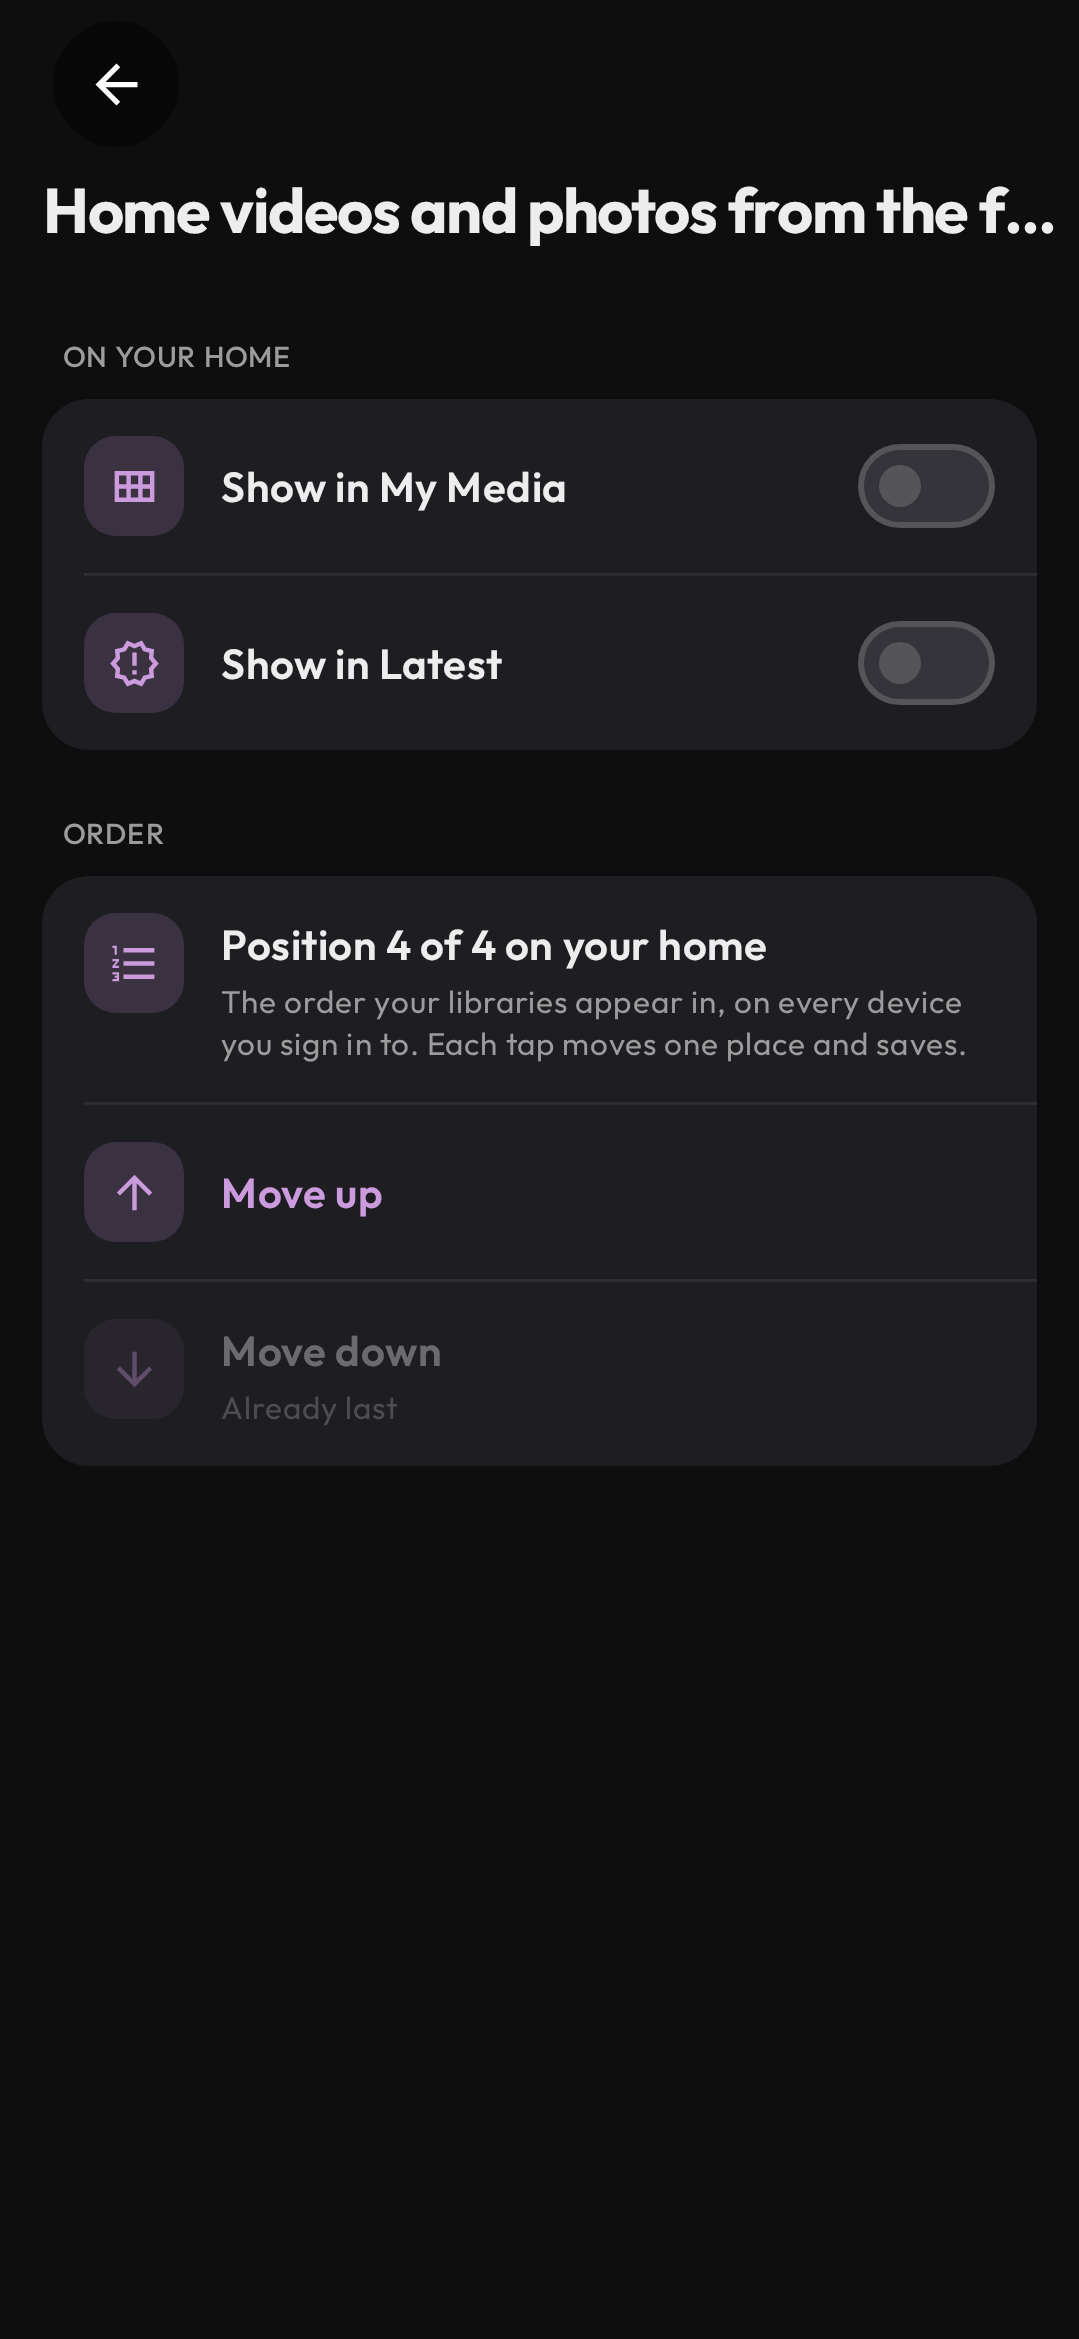 Home videos and photos from the f...
ON YOUR HOME
Show in My Media
Show in Latest
ORDER
Position 4 of 4 on your home
The order your libraries appear in, on every device
you sign in to. Each tap moves one place and saves.
Move up
Move down
Already last